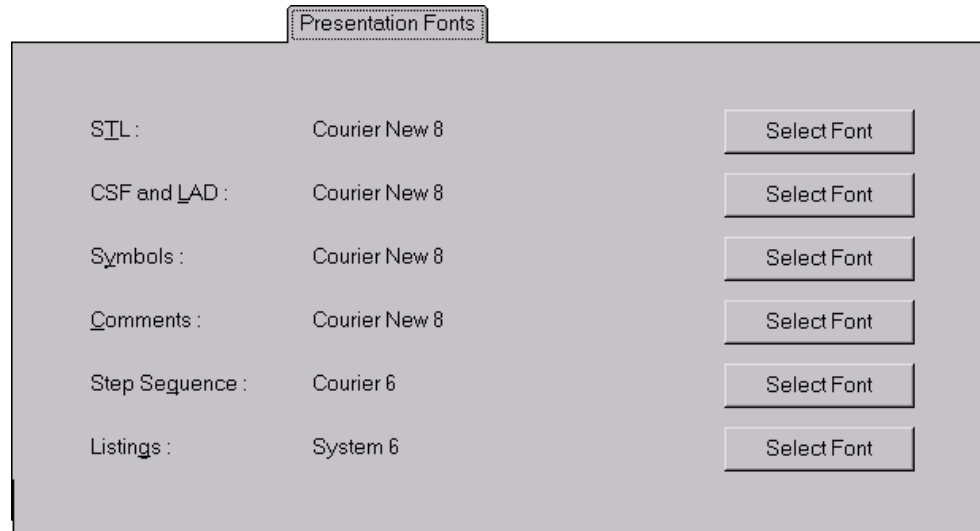 Presentation Fonts
STL : Courier New 8 Select Font
CSF and LAD : Courier New 8 Select Font
Symbols : Courier New 8 Select Font
Comments : Courier New 8 Select Font
Step Sequence : Courier 6 Select Font
Listings : System 6 Select Font